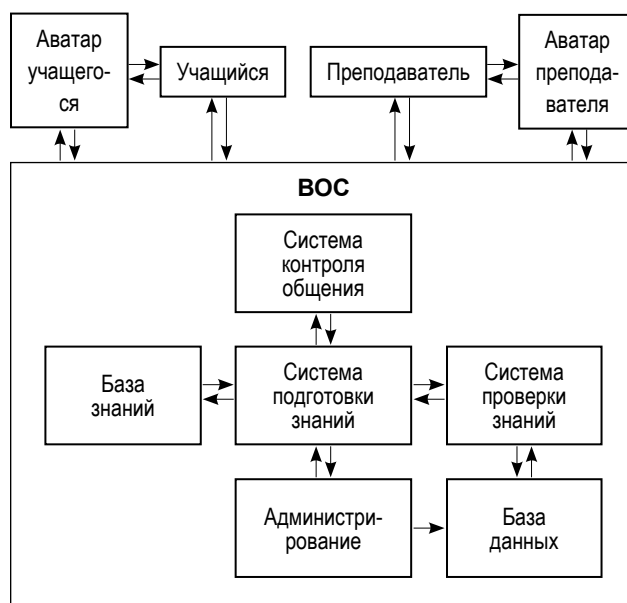 Аватар
учащего-
ся
Учащийся
Преподаватель
Аватар
препода-
вателя
ВОС
Система
контроля
общения
База
знаний
Система
подготовки
знаний
Система
проверки
знаний
Администри-
рование
База
данных